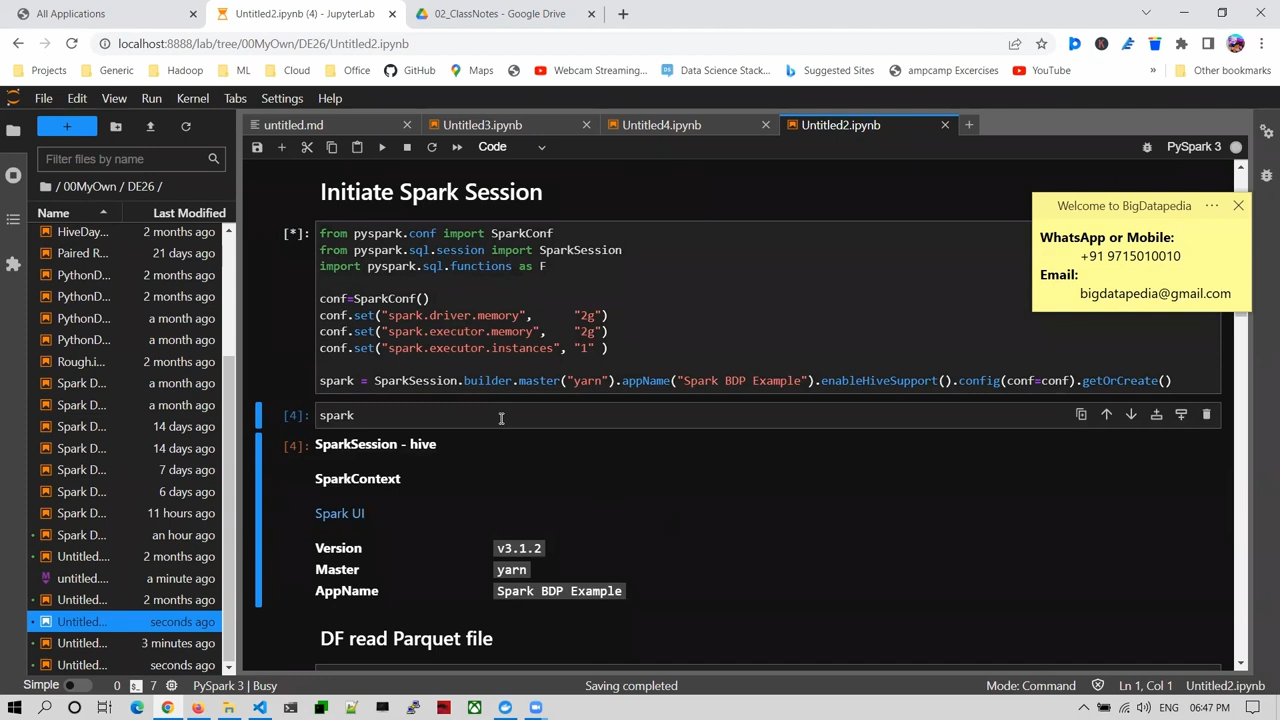 All Applications
Untitled2.ipynb (4) - JupyterLab
02_ClassNotes - Google Drive
localhost:8888/lab/tree/00MyOwn/DE26/Untitled2.ipynb
Projects Generic Hadoop ML Cloud Office GitHub Maps Webcam Streaming... Data Science Stack... Suggested Sites ampcamp Excercises YouTube » Other bookmarks
File Edit View Run Kernel Tabs Settings Help
untitled.md Untitled3.ipynb Untitled4.ipynb Untitled2.ipynb
Code PySpark 3
Filter files by name
/ 00MyOwn / DE26 /
Name Last Modified
HiveDay... 2 months ago
Paired R... 21 days ago
PythonD... 2 months ago
PythonD... 2 months ago
PythonD... a month ago
PythonD... a month ago
Rough.i... 2 months ago
Spark D... a month ago
Spark D... a month ago
Spark D... 14 days ago
Spark D... 14 days ago
Spark D... 7 days ago
Spark D... 6 days ago
Spark D... 11 hours ago
Spark D... an hour ago
Untitled.... 2 months ago
untitled.... a minute ago
Untitled... 2 months ago
Untitled... seconds ago
Untitled... 3 minutes ago
Untitled... seconds ago
Initiate Spark Session
[*]: from pyspark.conf import SparkConf
from pyspark.sql.session import SparkSession
import pyspark.sql.functions as F
conf=SparkConf()
conf.set("spark.driver.memory", "2g")
conf.set("spark.executor.memory", "2g")
conf.set("spark.executor.instances", "1" )
spark = SparkSession.builder.master("yarn").appName("Spark BDP Example").enableHiveSupport().config(conf=conf).getOrCreate()
[4]: spark
[4]: SparkSession - hive
SparkContext
Spark UI
Version v3.1.2
Master yarn
AppName Spark BDP Example
DF read Parquet file
Welcome to BigDatapedia
WhatsApp or Mobile:
+91 9715010010
Email:
bigdatapedia@gmail.com
Simple 0 7 PySpark 3 | Busy Saving completed Mode: Command Ln 1, Col 1 Untitled2.ipynb
ENG 06:47 PM